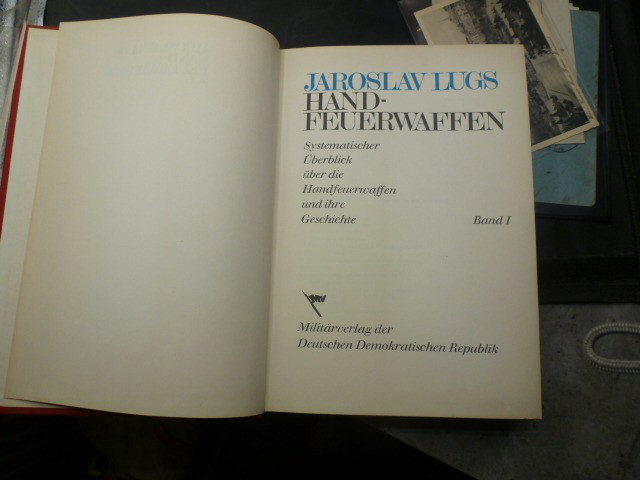 JAROSLAV LUGS
HAND-
FEUERWAFFEN
Systematischer
Überblick
über die
Handfeuerwaffen
und ihre
Geschichte Band I
MV
Militärverlag der
Deutschen Demokratischen Republik